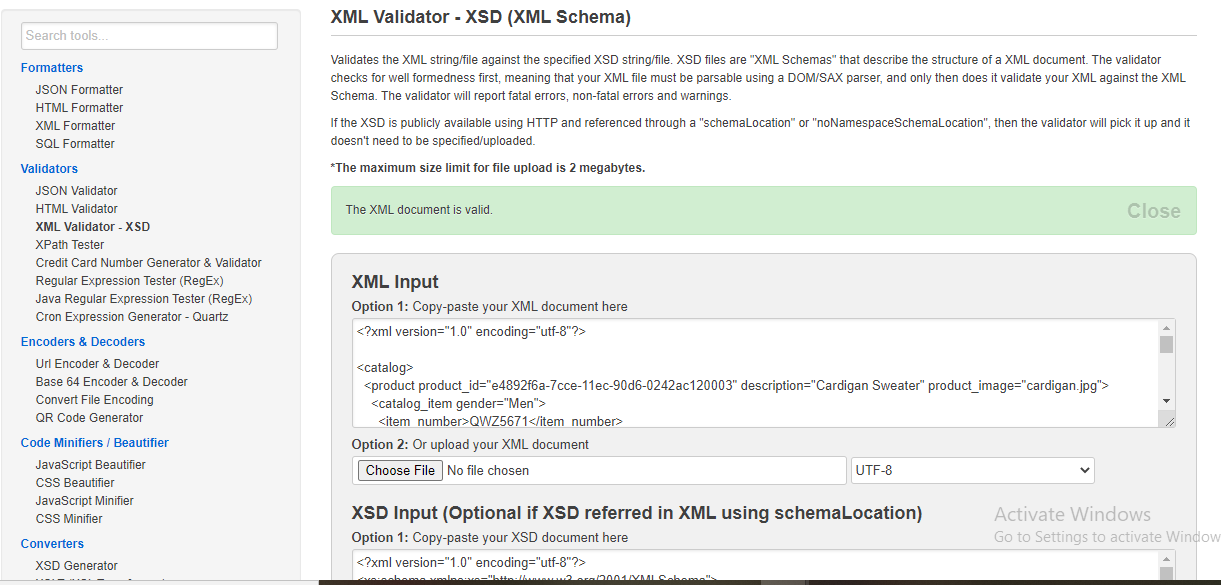 Search tools...
Formatters
JSON Formatter
HTML Formatter
XML Formatter
SQL Formatter
Validators
JSON Validator
HTML Validator
XML Validator - XSD
XPath Tester
Credit Card Number Generator & Validator
Regular Expression Tester (RegEx)
Java Regular Expression Tester (RegEx)
Cron Expression Generator - Quartz
Encoders & Decoders
Url Encoder & Decoder
Base 64 Encoder & Decoder
Convert File Encoding
QR Code Generator
Code Minifiers / Beautifier
JavaScript Beautifier
CSS Beautifier
JavaScript Minifier
CSS Minifier
Converters
XSD Generator
XML Validator - XSD (XML Schema)
Validates the XML string/file against the specified XSD string/file. XSD files are "XML Schemas" that describe the structure of a XML document. The validator
checks for well formedness first, meaning that your XML file must be parsable using a DOM/SAX parser, and only then does it validate your XML against the XML
Schema. The validator will report fatal errors, non-fatal errors and warnings.
If the XSD is publicly available using HTTP and referenced through a "schemaLocation" or "noNamespaceSchemaLocation", then the validator will pick it up and it
doesn't need to be specified/uploaded.
*The maximum size limit for file upload is 2 megabytes.
The XML document is valid.
Close
XML Input
Option 1: Copy-paste your XML document here
<?xml version="1.0" encoding="utf-8"?>
<catalog>
<product product_id="e4892f6a-7cce-11ec-90d6-0242ac120003" description="Cardigan Sweater" product_image="cardigan.jpg">
<catalog_item gender="Men">
<item_number>QWZ5671</item_number>
Option 2: Or upload your XML document
Choose File No file chosen
UTF-8
XSD Input (Optional if XSD referred in XML using schemaLocation)
Option 1: Copy-paste your XSD document here
<?xml version="1.0" encoding="utf-8"?>
<xs:schema xmlns:xs="http://www.w3.org/2001/XMLSchema">
Activate Windows
Go to Settings to activate Window